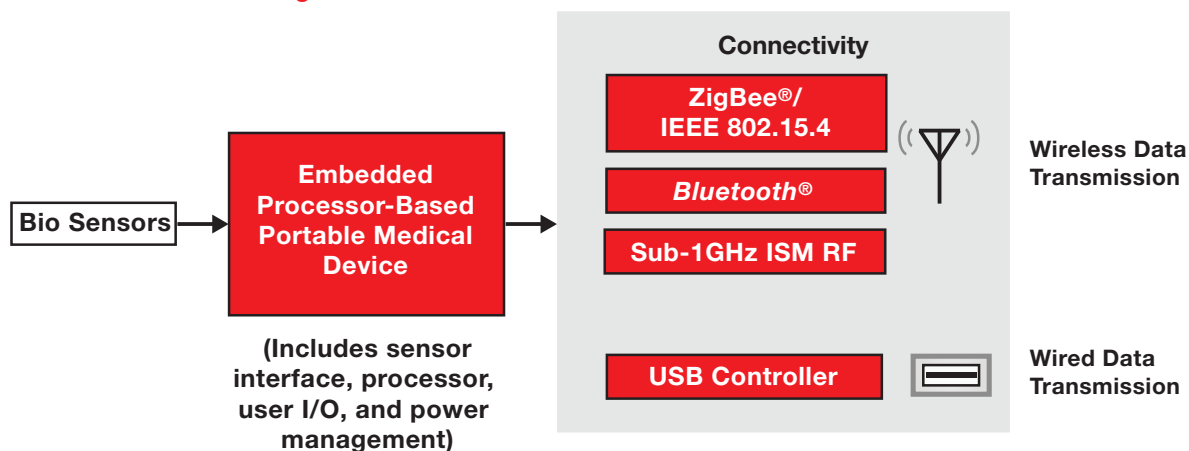 Connectivity
ZigBee®/
IEEE 802.15.4
Wireless Data
Transmission
Embedded
Processor-Based
Portable Medical
Device
Bluetooth®
Bio Sensors
Sub-1GHz ISM RF
(Includes sensor
interface, processor,
user I/O, and power
management)
USB Controller
Wired Data
Transmission